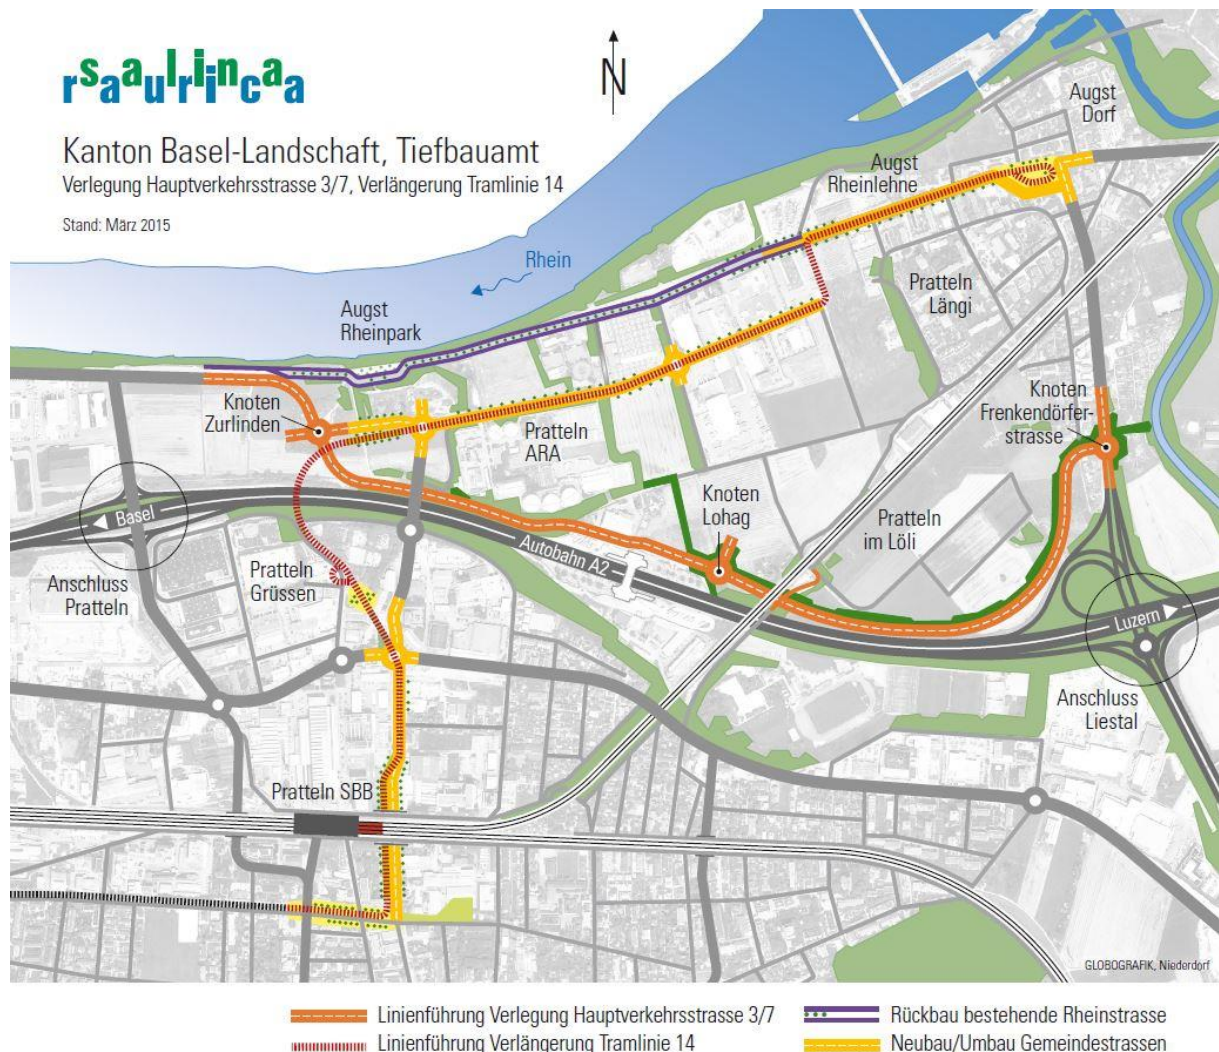 rsaaulrlinncaa
Kanton Basel-Landschaft, Tiefbauamt
Verlegung Hauptverkehrsstrasse 3/7, Verlängerung Tramlinie 14
Stand: März 2015
N
Augst
Dorf
Augst
Rheinlehne
Rhein
Pratteln
Längi
Augst
Rheinpark
Knoten
Zurlinden
Knoten
Frenkendörfer-
strasse
Pratteln
ARA
Knoten
Lohag
Pratteln
im Löli
Basel
Autobahn A2
Anschluss
Pratteln
Pratteln
Grüssen
Luzern
Anschluss
Liestal
Pratteln SBB
GLOBOGRAFIK, Niederdorf
Linienführung Verlegung Hauptverkehrsstrasse 3/7
Rückbau bestehende Rheinstrasse
Linienführung Verlängerung Tramlinie 14
Neubau/Umbau Gemeindestrassen